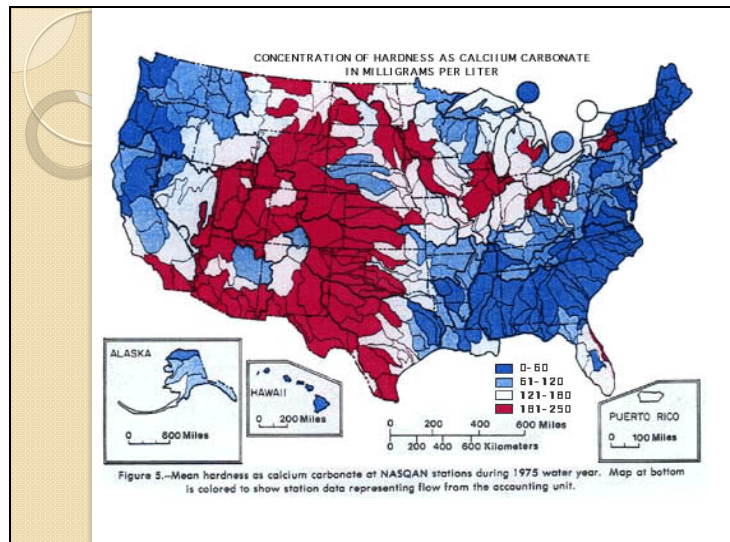 CONCENTRATION OF HARDNESS AS CALCIIUM CARBONATE
IN MILLIGRAMS PER LITER
ALASKA
0 600 Miles
HAWAII
0 200 Miles
0-60
61-120
121-180
181-250
0 200 400 600 Miles
0 200 400 600 Kilometers
PUERTO RICO
0 100 Miles
Figure 5.—Mean hardness as calcium carbonate at NASQAN stations during 1975 water year. Map at bottom
is colored to show station data representing flow from the accounting unit.